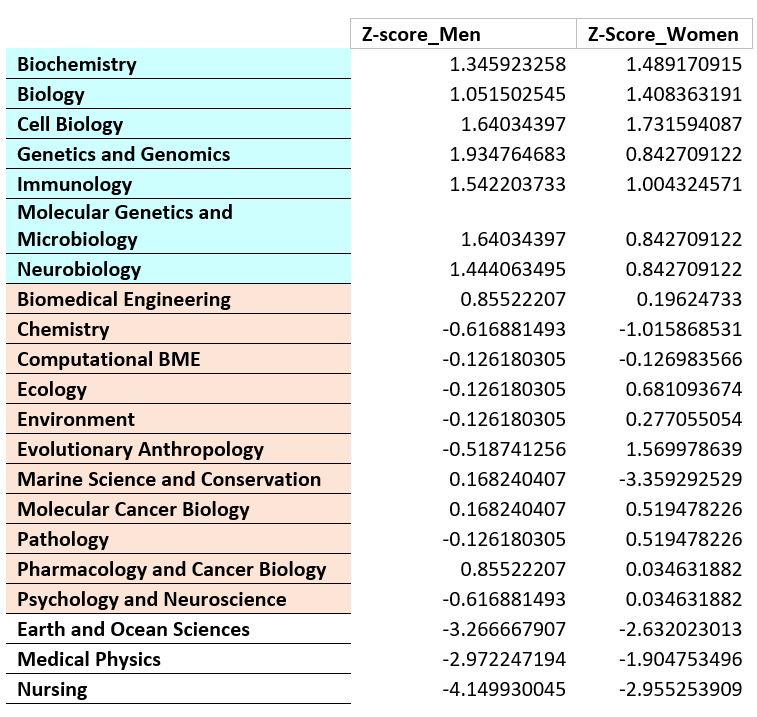 Z-score_Men Z-Score_Women
Biochemistry 1.345923258 1.489170915
Biology 1.051502545 1.408363191
Cell Biology 1.64034397 1.731594087
Genetics and Genomics 1.934764683 0.842709122
Immunology 1.542203733 1.004324571
Molecular Genetics and
Microbiology 1.64034397 0.842709122
Neurobiology 1.444063495 0.842709122
Biomedical Engineering 0.85522207 0.19624733
Chemistry -0.616881493 -1.015868531
Computational BME -0.126180305 -0.126983566
Ecology -0.126180305 0.681093674
Environment -0.126180305 0.277055054
Evolutionary Anthropology -0.518741256 1.569978639
Marine Science and Conservation 0.168240407 -3.359292529
Molecular Cancer Biology 0.168240407 0.519478226
Pathology -0.126180305 0.519478226
Pharmacology and Cancer Biology 0.85522207 0.034631882
Psychology and Neuroscience -0.616881493 0.034631882
Earth and Ocean Sciences -3.266667907 -2.632023013
Medical Physics -2.972247194 -1.904753496
Nursing -4.149930045 -2.955253909